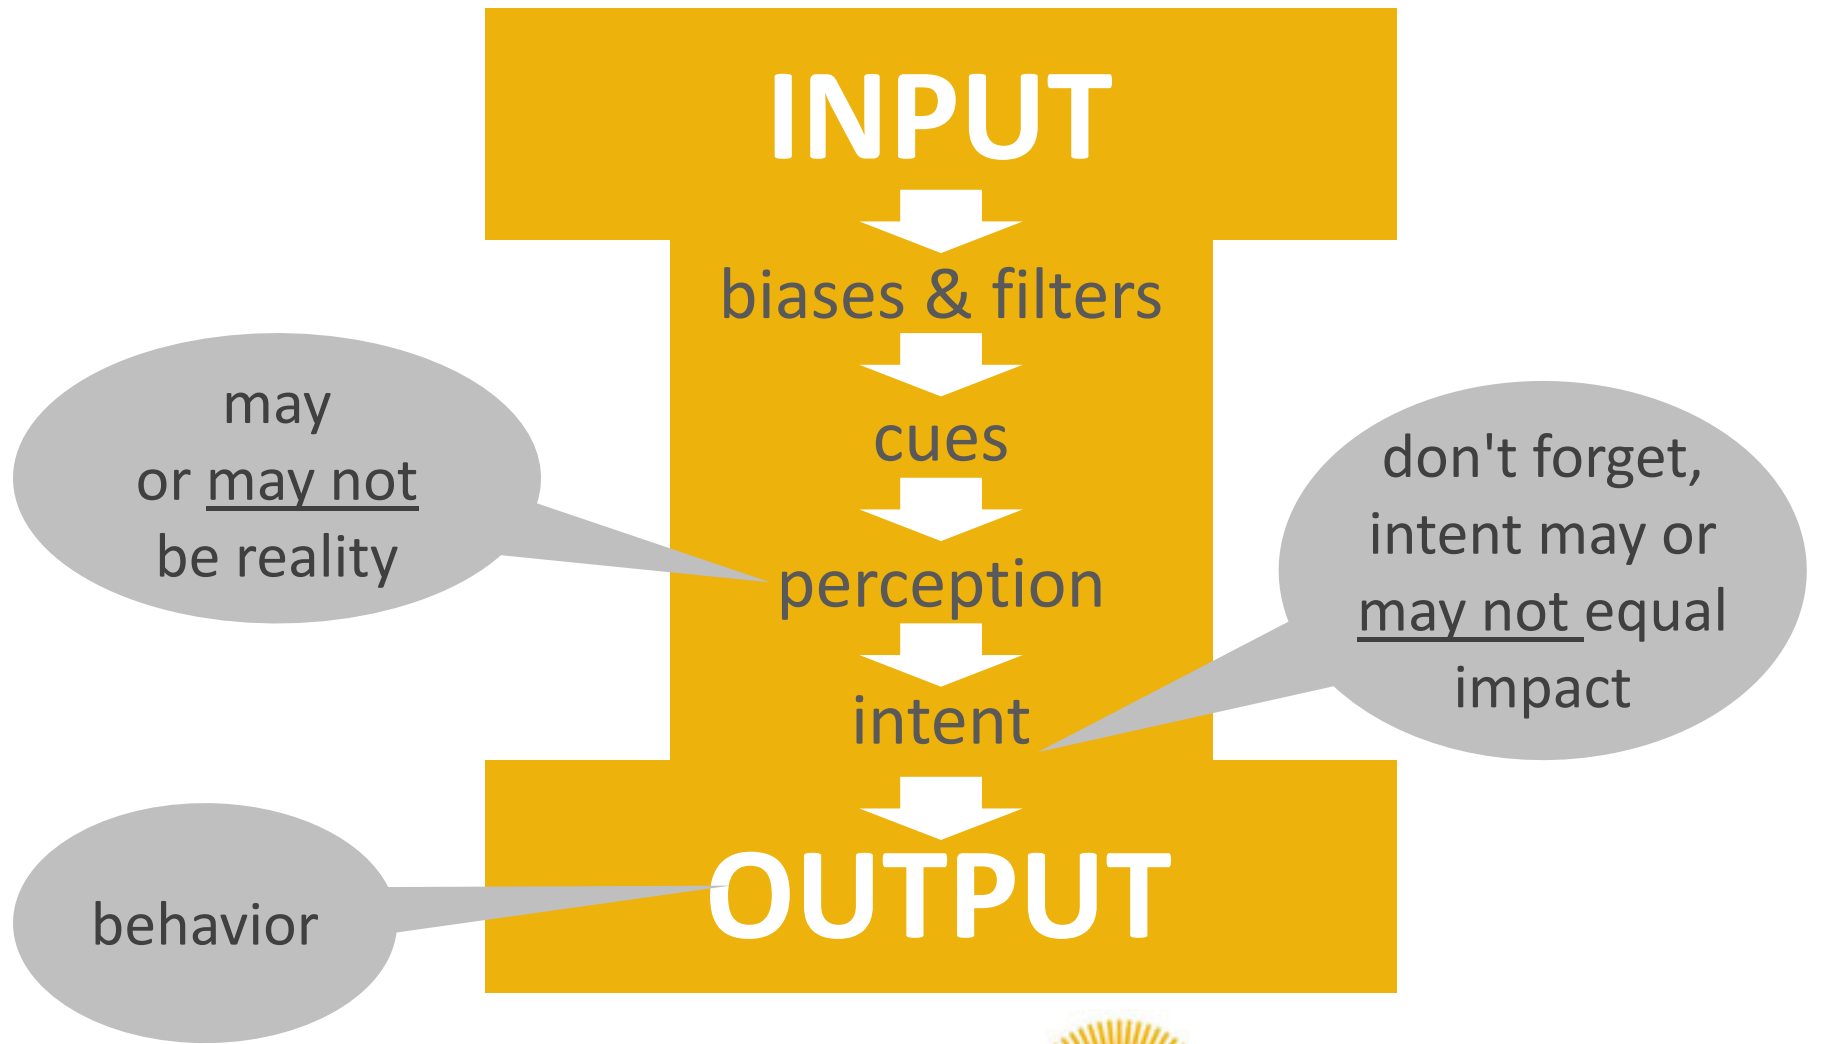 INPUT
biases & filters
cues
perception
intent
OUTPUT
may
or may not
be reality
don't forget,
intent may or
may not equal
impact
behavior